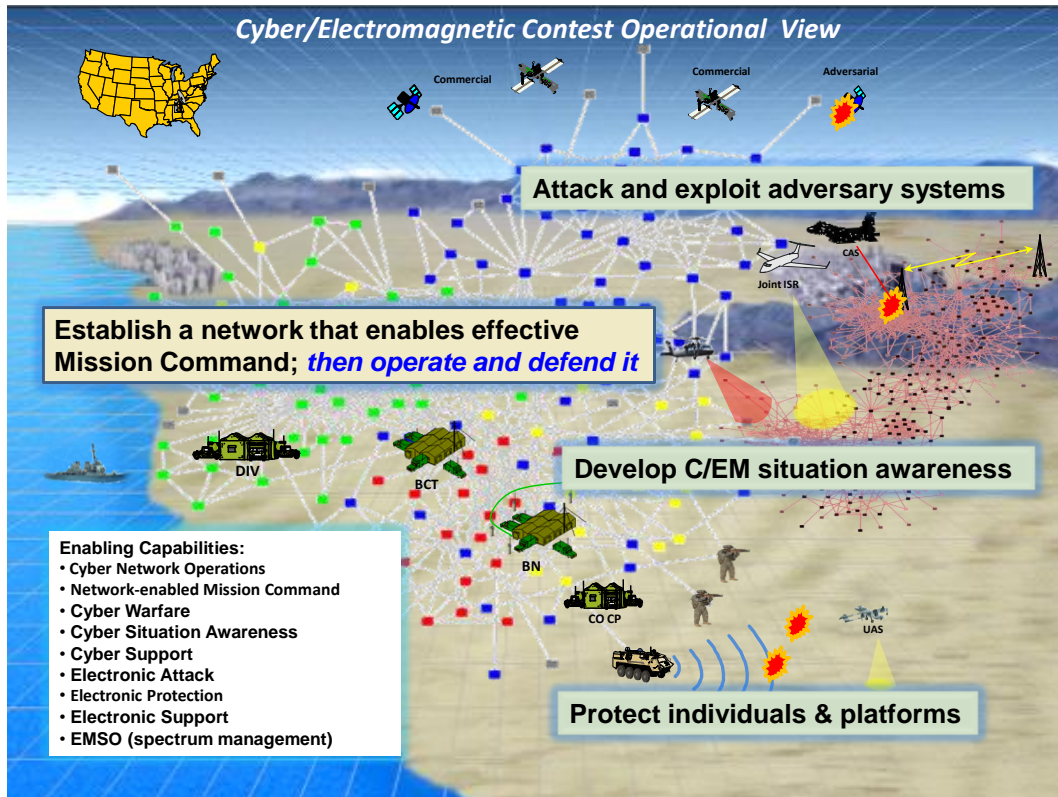 Cyber/Electromagnetic Contest Operational View
Commercial
Commercial
Adversarial
Attack and exploit adversary systems
CAS
Joint ISR
Establish a network that enables effective
Mission Command; then operate and defend it
DIV
BCT
Develop C/EM situation awareness
BN
Enabling Capabilities:
• Cyber Network Operations
• Network-enabled Mission Command
• Cyber Warfare
• Cyber Situation Awareness
• Cyber Support
• Electronic Attack
• Electronic Protection
• Electronic Support
• EMSO (spectrum management)
CO CP
UAS
Protect individuals & platforms